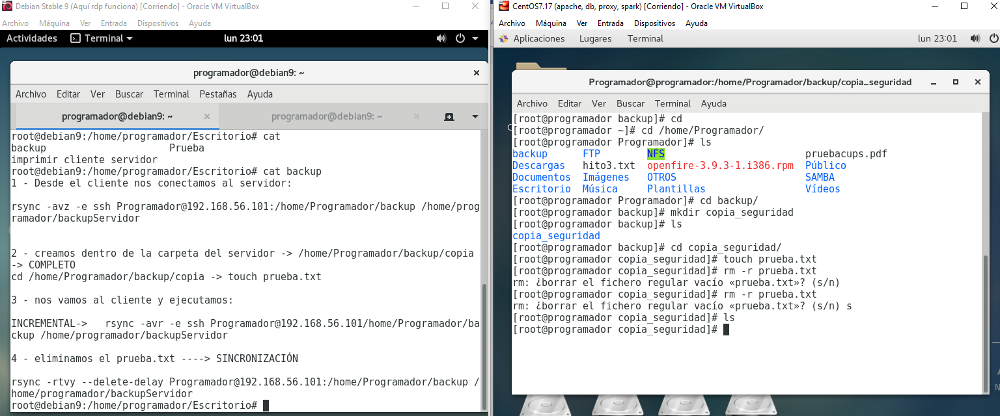 Debian Stable 9 (Aquí rdp funciona) [Corriendo] - Oracle VM VirtualBox
Archivo Máquina Ver Entrada Dispositivos Ayuda
Actividades Terminal lun 23:01
programador@debian9: ~
Archivo Editar Ver Buscar Terminal Pestañas Ayuda
programador@debian9: ~ programador@debian9: ~
root@debian9:/home/programador/Escritorio# cat
backup Prueba
imprimir cliente servidor
root@debian9:/home/programador/Escritorio# cat backup
1 - Desde el cliente nos conectamos al servidor:
rsync -avz -e ssh Programador@192.168.56.101:/home/Programador/backup /home/prog
ramador/backupServidor
2 - creamos dentro de la carpeta del servidor -> /home/Programador/backup/copia
-> COMPLETO
cd /home/Programador/backup/copia -> touch prueba.txt
3 - nos vamos al cliente y ejecutamos:
INCREMENTAL-> rsync -avr -e ssh Programador@192.168.56.101/home/Programador/ba
ckup /home/programador/backupServidor
4 - eliminamos el prueba.txt ----> SINCRONIZACIÓN
rsync -rtvy --delete-delay Programador@192.168.56.101:/home/Programador/backup /
home/programador/backupServidor
root@debian9:/home/programador/Escritorio#
CentOS7.17 (apache, db, proxy, spark) [Corriendo] - Oracle VM VirtualBox
Archivo Máquina Ver Entrada Dispositivos Ayuda
Aplicaciones Lugares Terminal lun 23:01
Programador@programador:/home/Programador/backup/copia_seguridad
Archivo Editar Ver Buscar Terminal Ayuda
[root@programador backup]# cd
[root@programador ~]# cd /home/Programador/
[root@programador Programador]# ls
backup FTP NFS pruebacups.pdf
Descargas hito3.txt openfire-3.9.3-1.i386.rpm Público
Documentos Imágenes OTROS SAMBA
Escritorio Música Plantillas Vídeos
[root@programador Programador]# cd backup/
[root@programador backup]# mkdir copia_seguridad
[root@programador backup]# ls
copia_seguridad
[root@programador backup]# cd copia_seguridad/
[root@programador copia_seguridad]# touch prueba.txt
[root@programador copia_seguridad]# rm -r prueba.txt
rm: ¿borrar el fichero regular vacío «prueba.txt»? (s/n)
[root@programador copia_seguridad]# rm -r prueba.txt
rm: ¿borrar el fichero regular vacío «prueba.txt»? (s/n) s
[root@programador copia_seguridad]# ls
[root@programador copia_seguridad]#